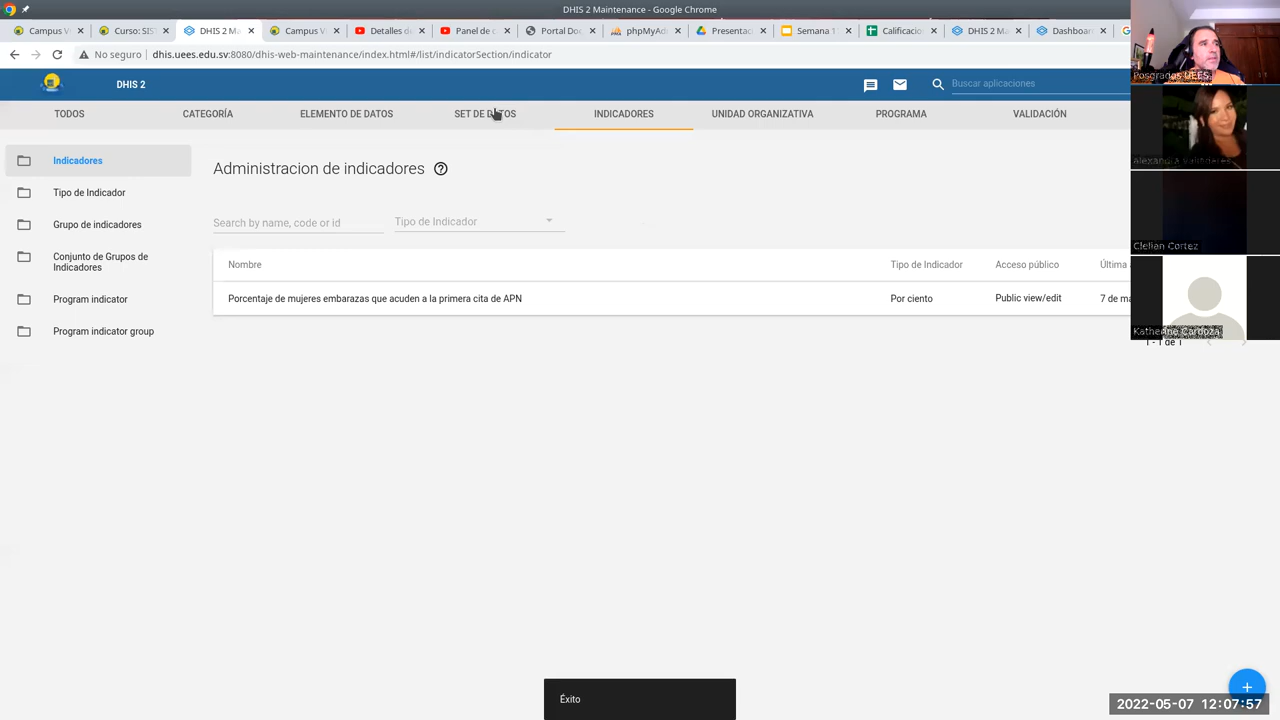 DHIS 2 Maintenance - Google Chrome
Campus V
Curso: SIS
DHIS 2 Ma
Campus V
Detalles d
Panel de
Portal Doc
phpMyAd
Presentac
Semana 1
Calificacio
DHIS 2 Ma
Dashboar
No seguro
dhis.uees.edu.sv:8080/dhis-web-maintenance/index.html#/list/indicatorSection/indicator
DHIS 2
Buscar aplicaciones
TODOS
CATEGORÍA
ELEMENTO DE DATOS
SET DE DATOS
INDICADORES
UNIDAD ORGANIZATIVA
PROGRAMA
VALIDACIÓN
Posgrados UEES
Alexandra
Clelian Cortez
Katherine Cardoza
Indicadores
Tipo de Indicador
Grupo de indicadores
Conjunto de Grupos de
Indicadores
Program indicator
Program indicator group
Administracion de indicadores
Search by name, code or id
Tipo de Indicador
Nombre
Tipo de Indicador
Acceso público
Última
Porcentaje de mujeres embarazas que acuden a la primera cita de APN
Por ciento
Public view/edit
7 de ma
1 - 1 de 1
Éxito
2022-05-07 12:07:57